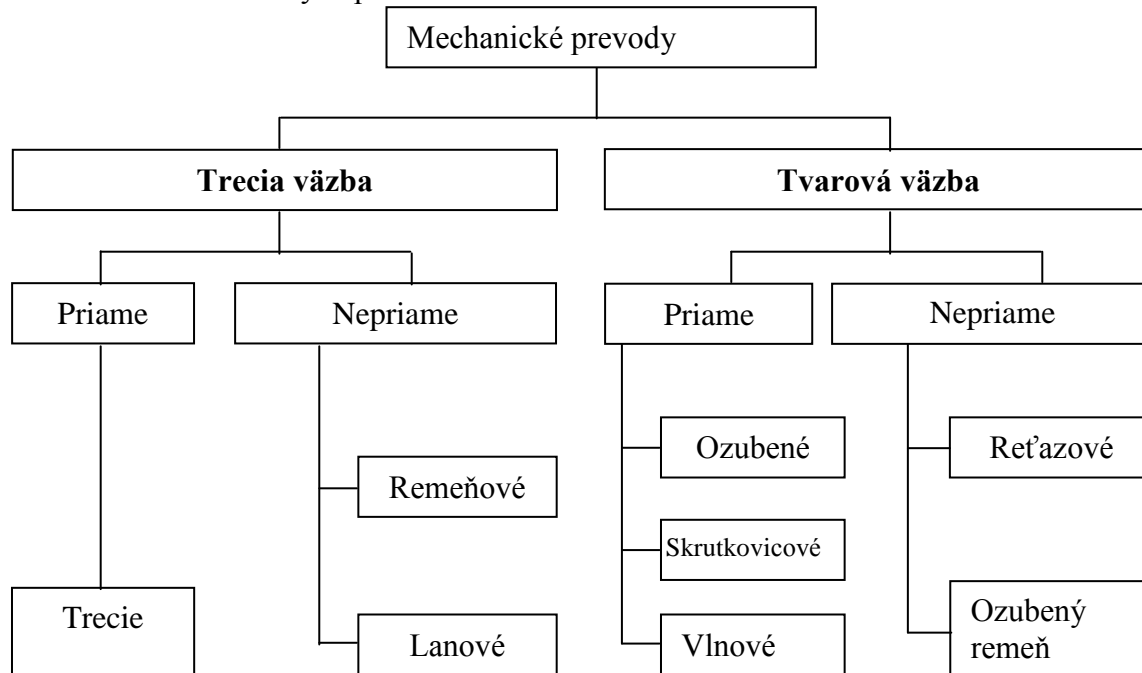 Mechanické prevody
Trecia väzba
Tvarová väzba
Priame
Nepriame
Priame
Nepriame
Ozubené
Reťazové
Remeňové
Skrutkovicové
Trecie
Lanové
Vlnové
Ozubený
remeň